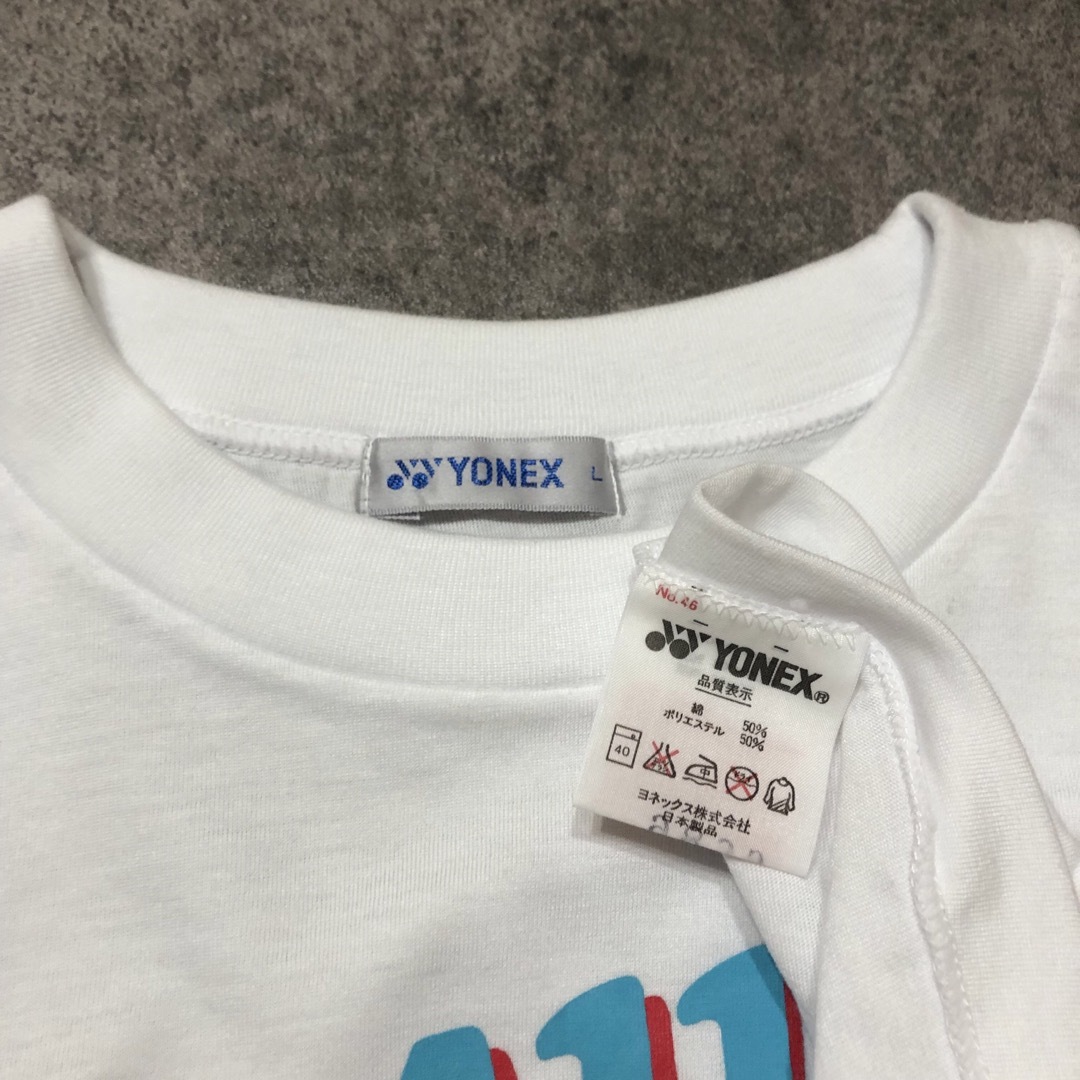 YONEX L
No. 46
YONEX®
品質表示
綿 50%
ポリエステル 50%
40 中
ヨネックス株式会社
日本製品